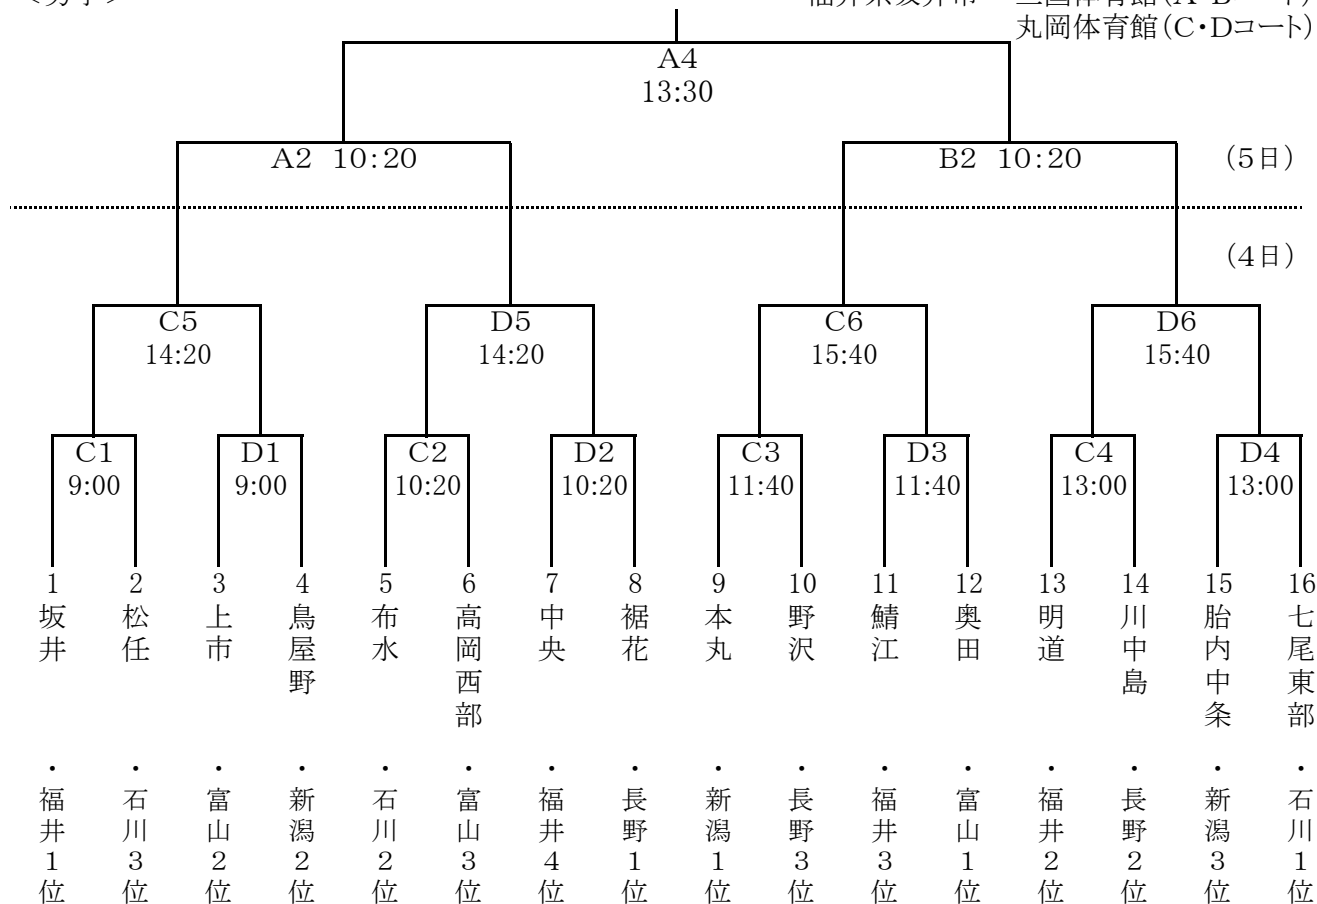 丸岡体育館(C・Dコート)
A4
13:30
A2 10:20
B2 10:20
(5日)
(4日)
C5
14:20
D5
14:20
C6
15:40
D6
15:40
C1
9:00
D1
9:00
C2
10:20
D2
10:20
C3
11:40
D3
11:40
C4
13:00
D4
13:00
1 坂井・福井1位
2 松任・石川3位
3 上市・富山2位
4 鳥屋野・新潟2位
5 布水・石川2位
6 高岡西部・富山3位
7 中央・福井4位
8 裾花・長野1位
9 本丸・新潟1位
10 野沢・長野3位
11 鯖江・福井3位
12 奥田・富山1位
13 明道・福井2位
14 川中島・長野2位
15 胎内中条・新潟3位
16 七尾東部・石川1位